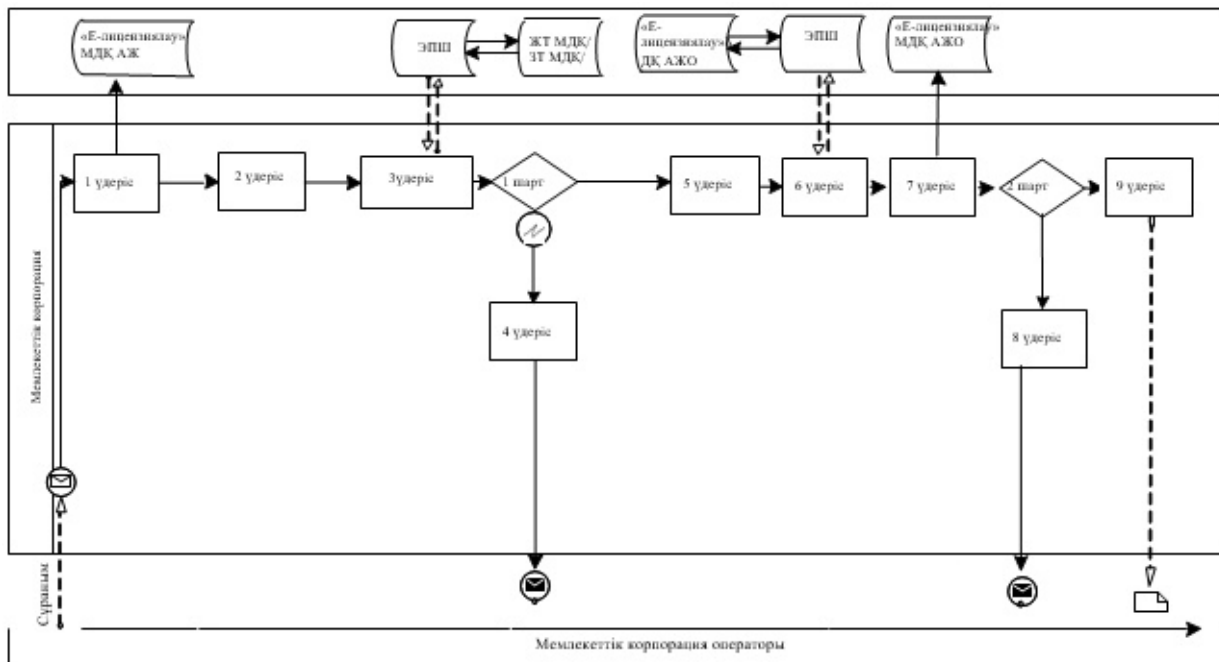 «Е-лицензиялау»
МДҚ АЖ
ЭПШ
ЖТ МДҚ/
ЗТ МДҚ/
«Е-
лицензиялау»
ДҚ АЖО
ЭПШ
«Е-лицензиялау»
МДҚ АЖО
1 үдеріс
2 үдеріс
3үдеріс
1 шарт
5 үдеріс
6 үдеріс
7 үдеріс
2 шарт
9 үдеріс
4 үдеріс
8 үдеріс
Мемлекеттік корпорация
Сұраным
Мемлекеттік корпорация операторы